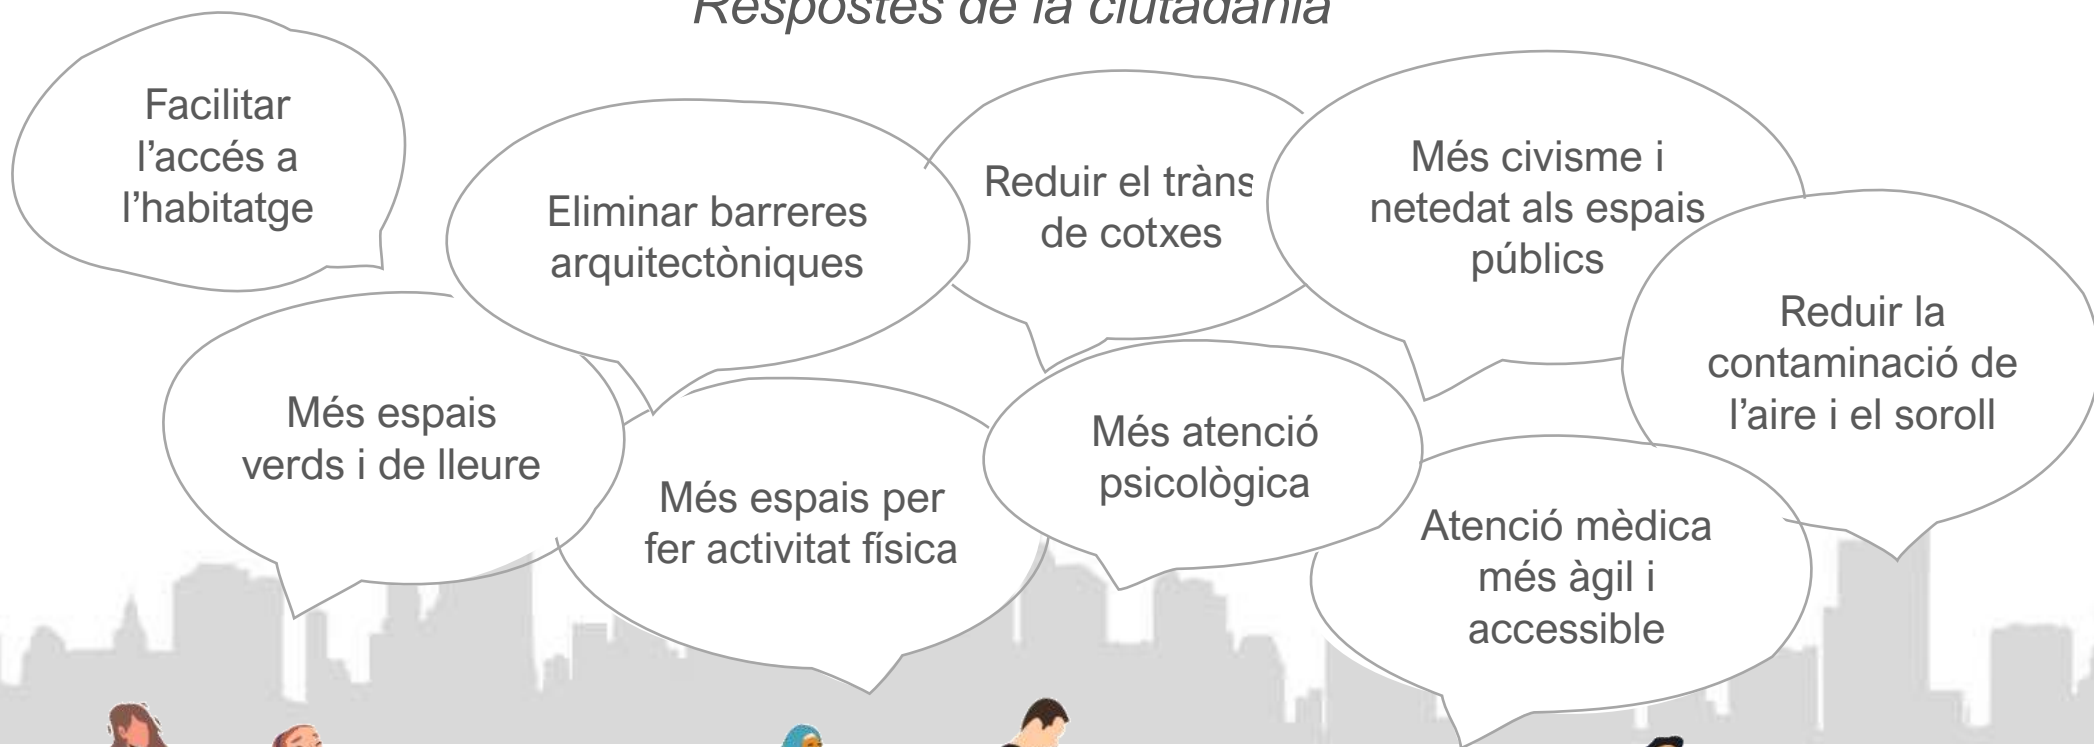 Respostes de la ciutadania
Facilitar
l'accés a
l'habitatge
Eliminar barreres
arquitectòniques
Reduir el tràns
de cotxes
Més civisme i
netedat als espais
públics
Reduir la
contaminació de
l'aire i el soroll
Més espais
verds i de lleure
Més espais per
fer activitat física
Més atenció
psicològica
Atenció mèdica
més àgil i
accessible